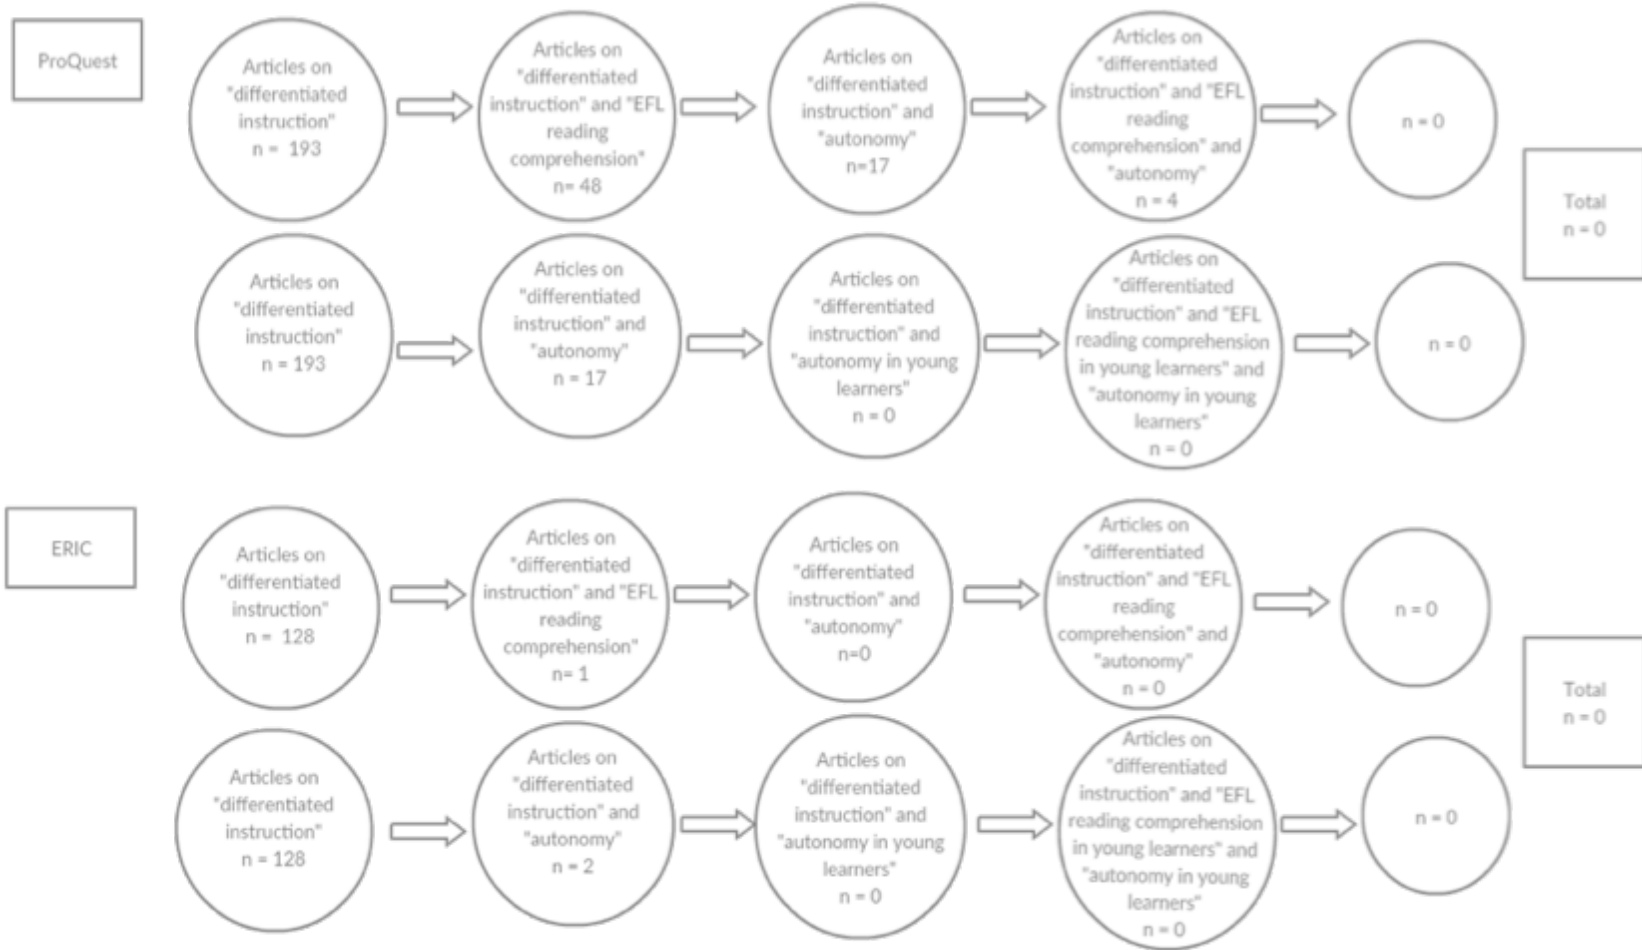 ProQuest
Articles on
"differentiated
instruction"
n = 193
Articles on
"differentiated
instruction" and "EFL
reading
comprehension"
n= 48
Articles on
"differentiated
instruction" and
"autonomy"
n=17
Articles on
"differentiated
instruction" and "EFL
reading
comprehension" and
"autonomy"
n = 4
n = 0
Total
n = 0
Articles on
"differentiated
instruction"
n = 193
Articles on
"differentiated
instruction" and
"autonomy"
n = 17
Articles on
"differentiated
instruction" and
"autonomy in young
learners"
n = 0
Articles on
"differentiated
instruction" and "EFL
reading comprehension
in young learners" and
"autonomy in young
learners"
n = 0
n = 0
ERIC
Articles on
"differentiated
instruction"
n = 128
Articles on
"differentiated
instruction" and "EFL
reading
comprehension"
n= 1
Articles on
"differentiated
instruction" and
"autonomy"
n=0
Articles on
"differentiated
instruction" and "EFL
reading
comprehension" and
"autonomy"
n = 0
n = 0
Total
n = 0
Articles on
"differentiated
instruction"
n = 128
Articles on
"differentiated
instruction" and
"autonomy"
n = 2
Articles on
"differentiated
instruction" and
"autonomy in young
learners"
n = 0
Articles on
"differentiated
instruction" and "EFL
reading comprehension
in young learners" and
"autonomy in young
learners"
n = 0
n = 0